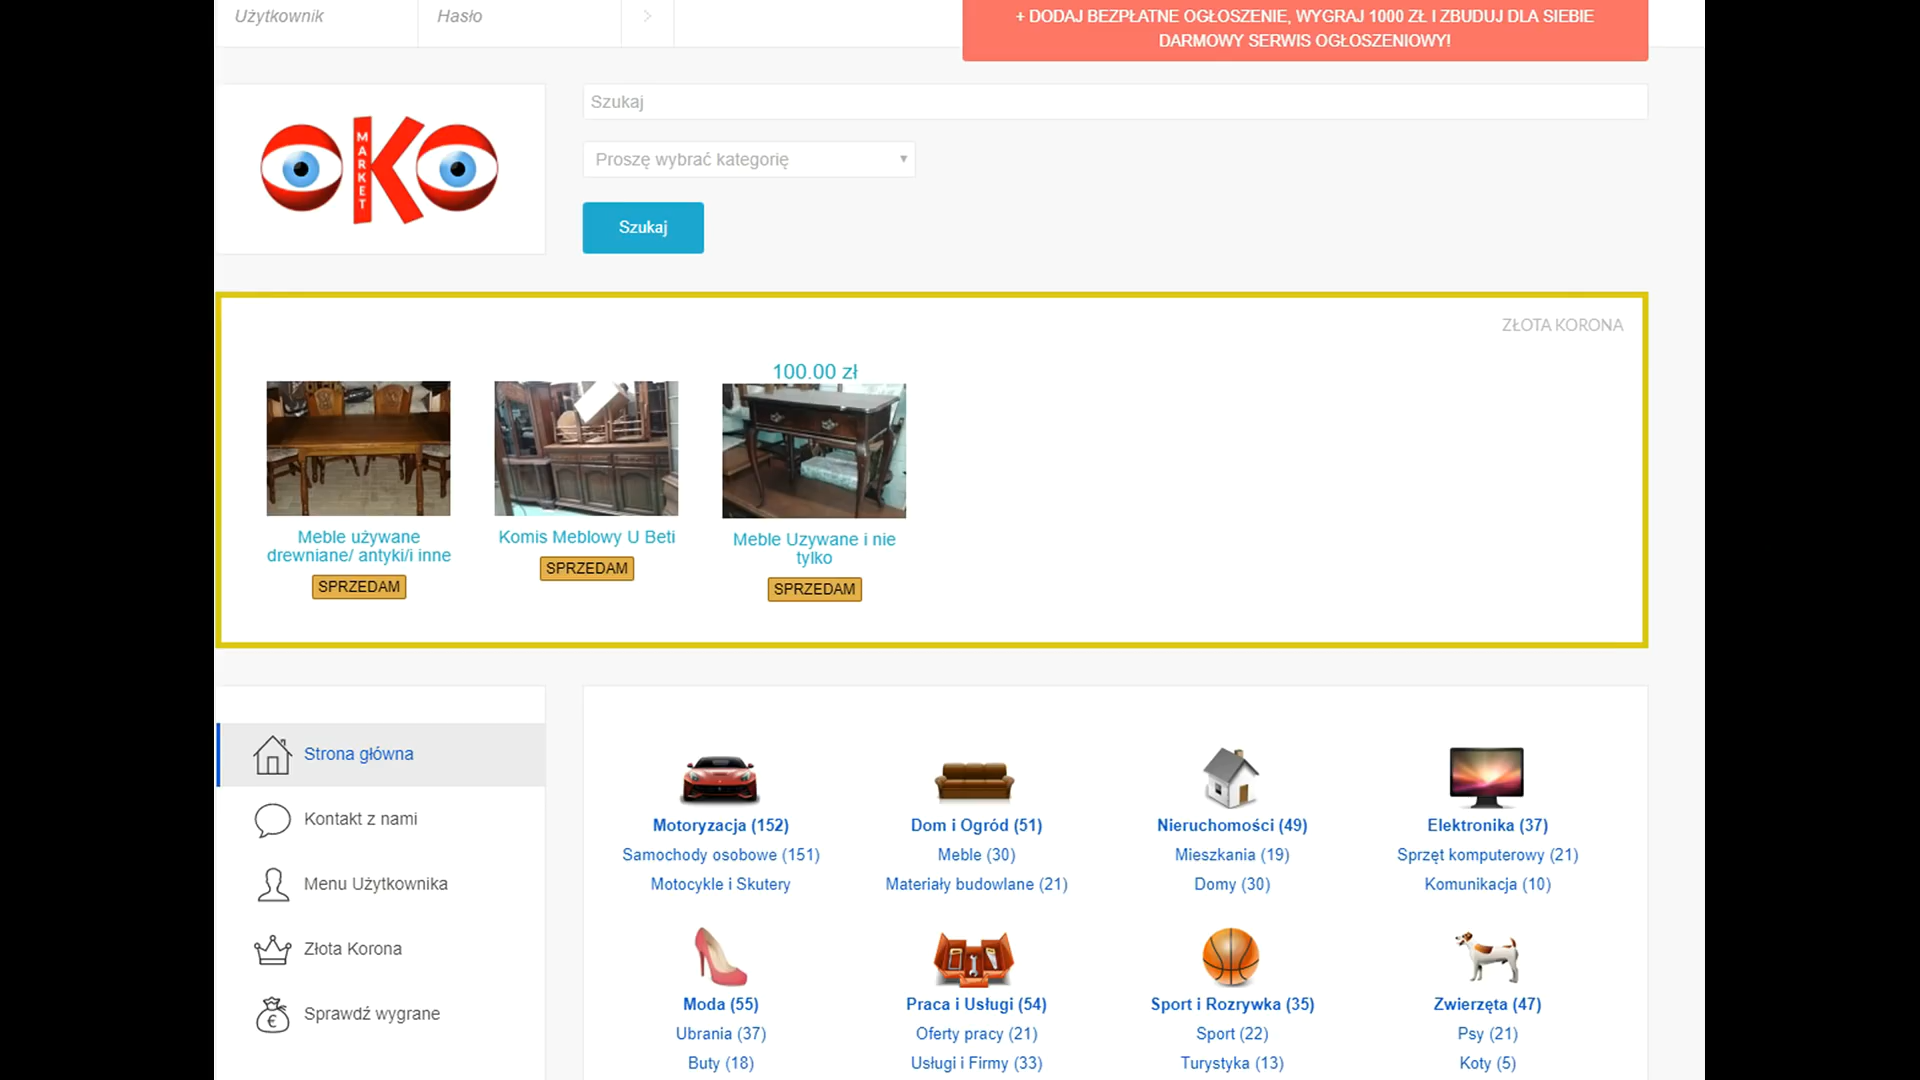 Użytkownik
Hasło
+ DODAJ BEZPŁATNE OGŁOSZENIE, WYGRAJ 1000 ZŁ I ZBUDUJ DLA SIEBIE
DARMOWY SERWIS OGŁOSZENIOWY!
OKO
MARKET
Szukaj
Proszę wybrać kategorię
Szukaj
ZŁOTA KORONA
100.00 zł
Meble używane
drewniane/ antyki/i inne
SPRZEDAM
Komis Meblowy U Beti
SPRZEDAM
Meble Uzywane i nie
tylko
SPRZEDAM
Strona główna
Kontakt z nami
Menu Użytkownika
Złota Korona
Sprawdź wygrane
Motoryzacja (152)
Samochody osobowe (151)
Motocykle i Skutery
Dom i Ogród (51)
Meble (30)
Materiały budowlane (21)
Nieruchomości (49)
Mieszkania (19)
Domy (30)
Elektronika (37)
Sprzęt komputerowy (21)
Komunikacja (10)
Moda (55)
Ubrania (37)
Buty (18)
Praca i Usługi (54)
Oferty pracy (21)
Usługi i Firmy (33)
Sport i Rozrywka (35)
Sport (22)
Turystyka (13)
Zwierzęta (47)
Psy (21)
Koty (5)